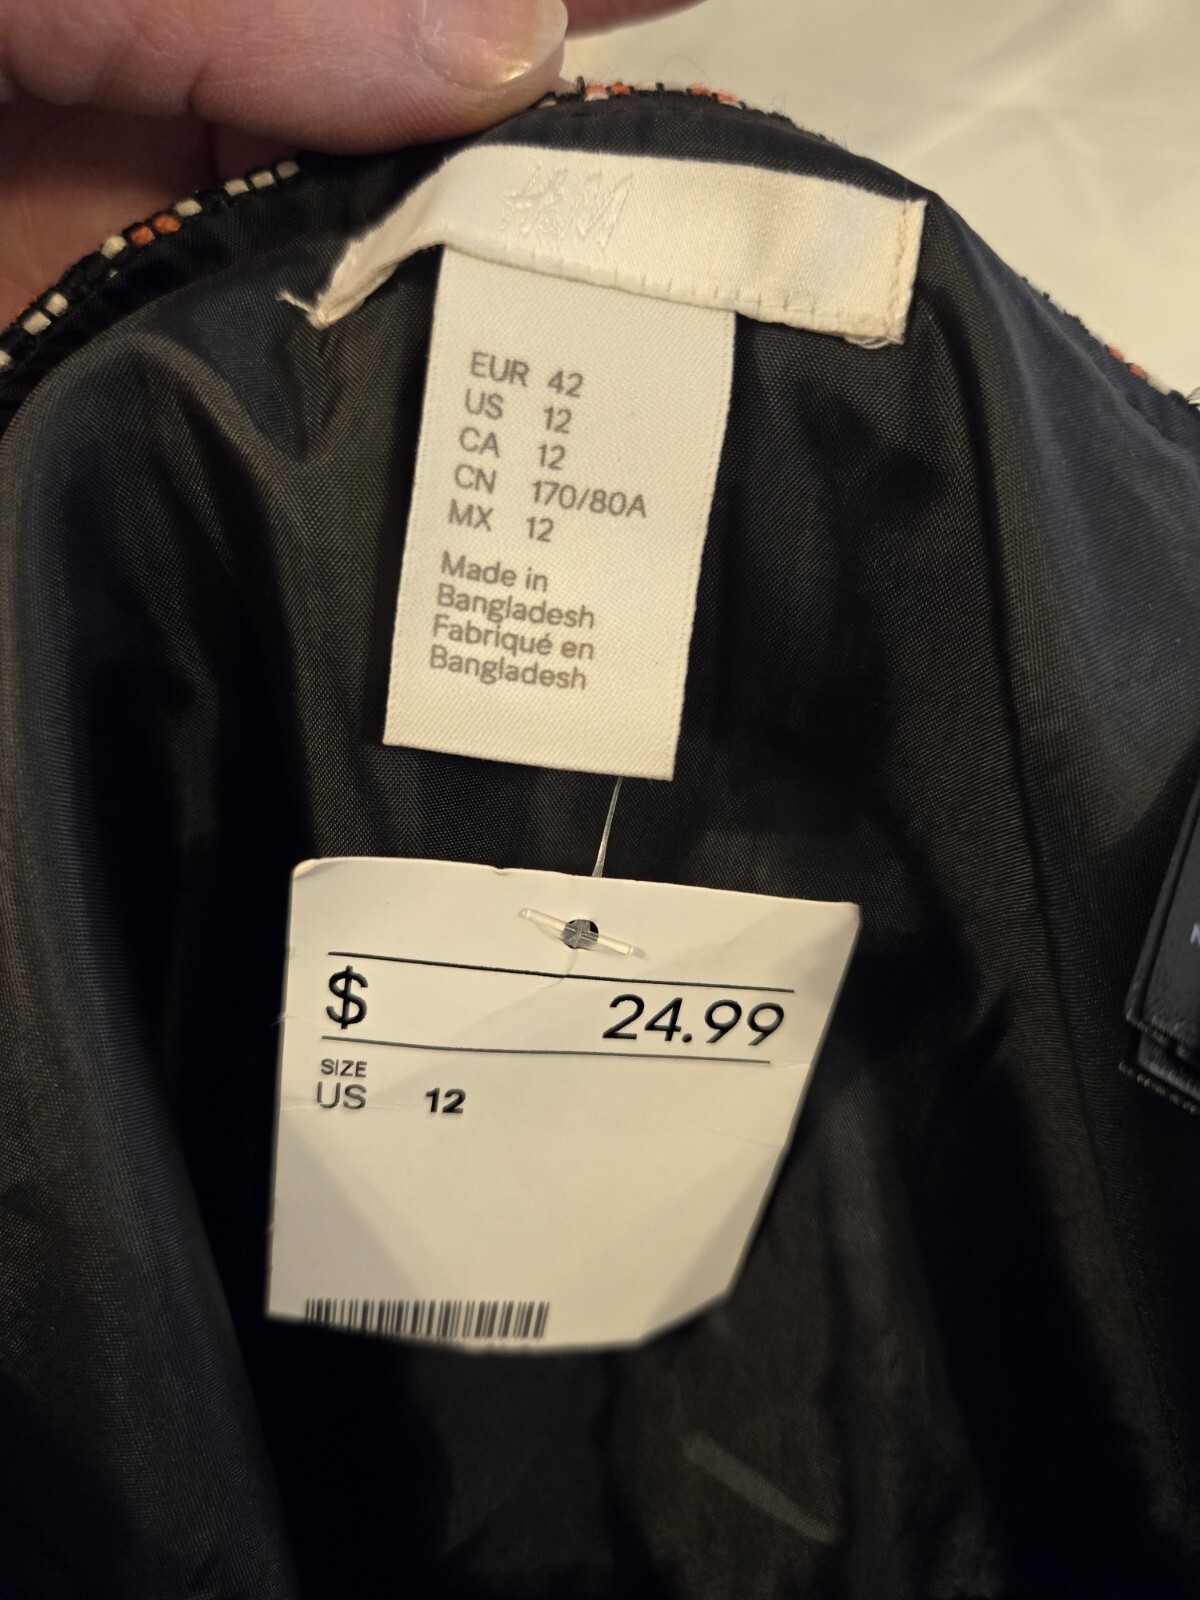 H&M
EUR 42
US 12
CA 12
CN 170/80A
MX 12
Made in
Bangladesh
Fabriqué en
Bangladesh
$ 24.99
SIZE
US 12